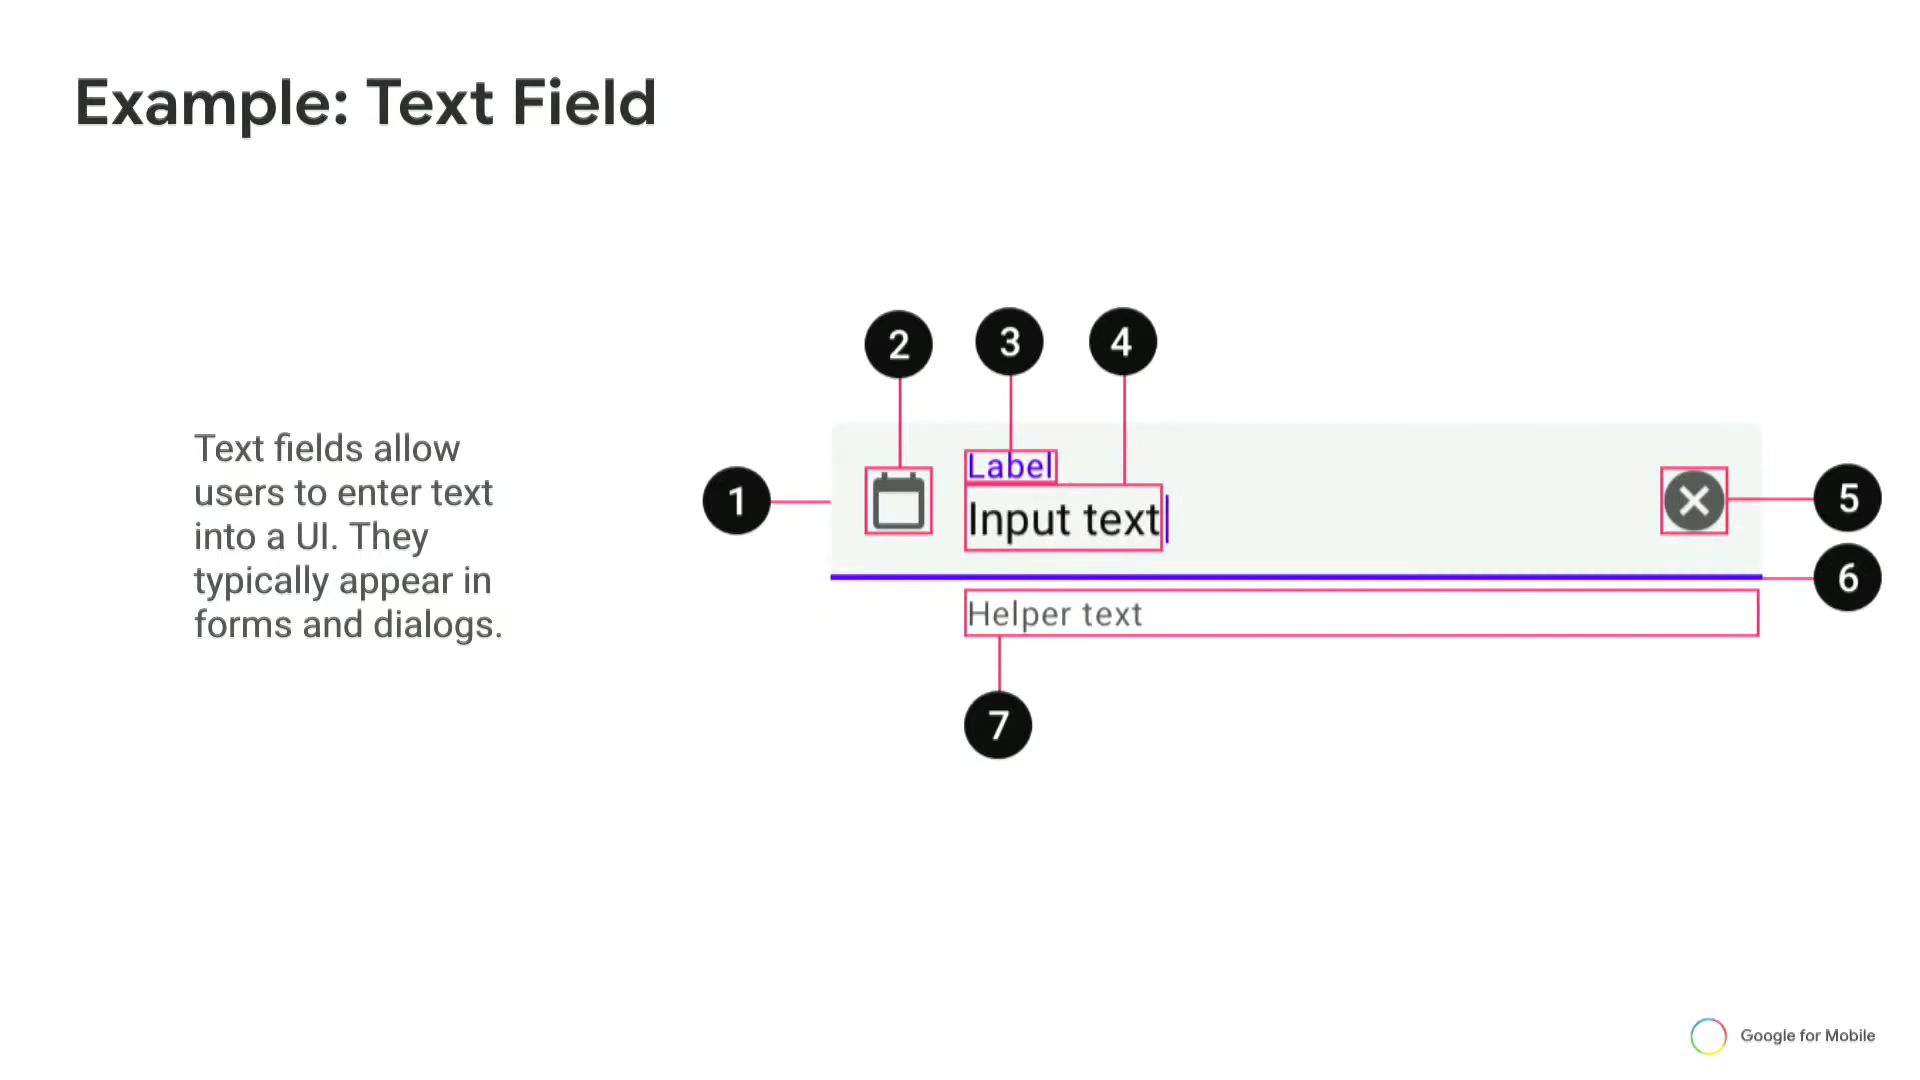 Example: Text Field
Text fields allow
users to enter text
into a UI. They
typically appear in
forms and dialogs.
2
3
4
1
Label
Input text
5
6
Helper text
7
Google for Mobile